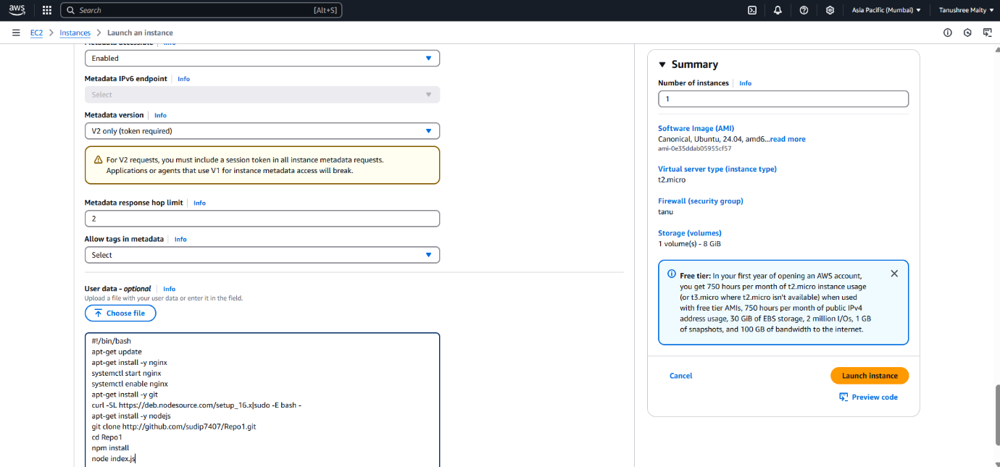 aws
Search [Alt+S]
Asia Pacific (Mumbai)
Tanushree Maity
EC2 > Instances > Launch an instance
Metadata accessible Info
Enabled
Metadata IPv6 endpoint Info
Select
Metadata version Info
V2 only (token required)
For V2 requests, you must include a session token in all instance metadata requests.
Applications or agents that use V1 for instance metadata access will break.
Metadata response hop limit Info
2
Allow tags in metadata Info
Select
User data - optional Info
Upload a file with your user data or enter it in the field.
Choose file
#!/bin/bash
apt-get update
apt-get install -y nginx
systemctl start nginx
systemctl enable nginx
apt-get install -y git
curl -SL https://deb.nodesource.com/setup_16.x|sudo -E bash -
apt-get install -y nodejs
git clone http://github.com/sudip7407/Repo1.git
cd Repo1
npm install
node index.js
Summary
Number of instances Info
1
Software Image (AMI)
Canonical, Ubuntu, 24.04, amd6...read more
ami-0e35ddab05955cf57
Virtual server type (instance type)
t2.micro
Firewall (security group)
tanu
Storage (volumes)
1 volume(s) - 8 GiB
Free tier: In your first year of opening an AWS account,
you get 750 hours per month of t2.micro instance usage
(or t3.micro where t2.micro isn't available) when used
with free tier AMIs, 750 hours per month of public IPv4
address usage, 30 GiB of EBS storage, 2 million I/Os, 1 GB
of snapshots, and 100 GB of bandwidth to the internet.
Cancel
Launch instance
Preview code